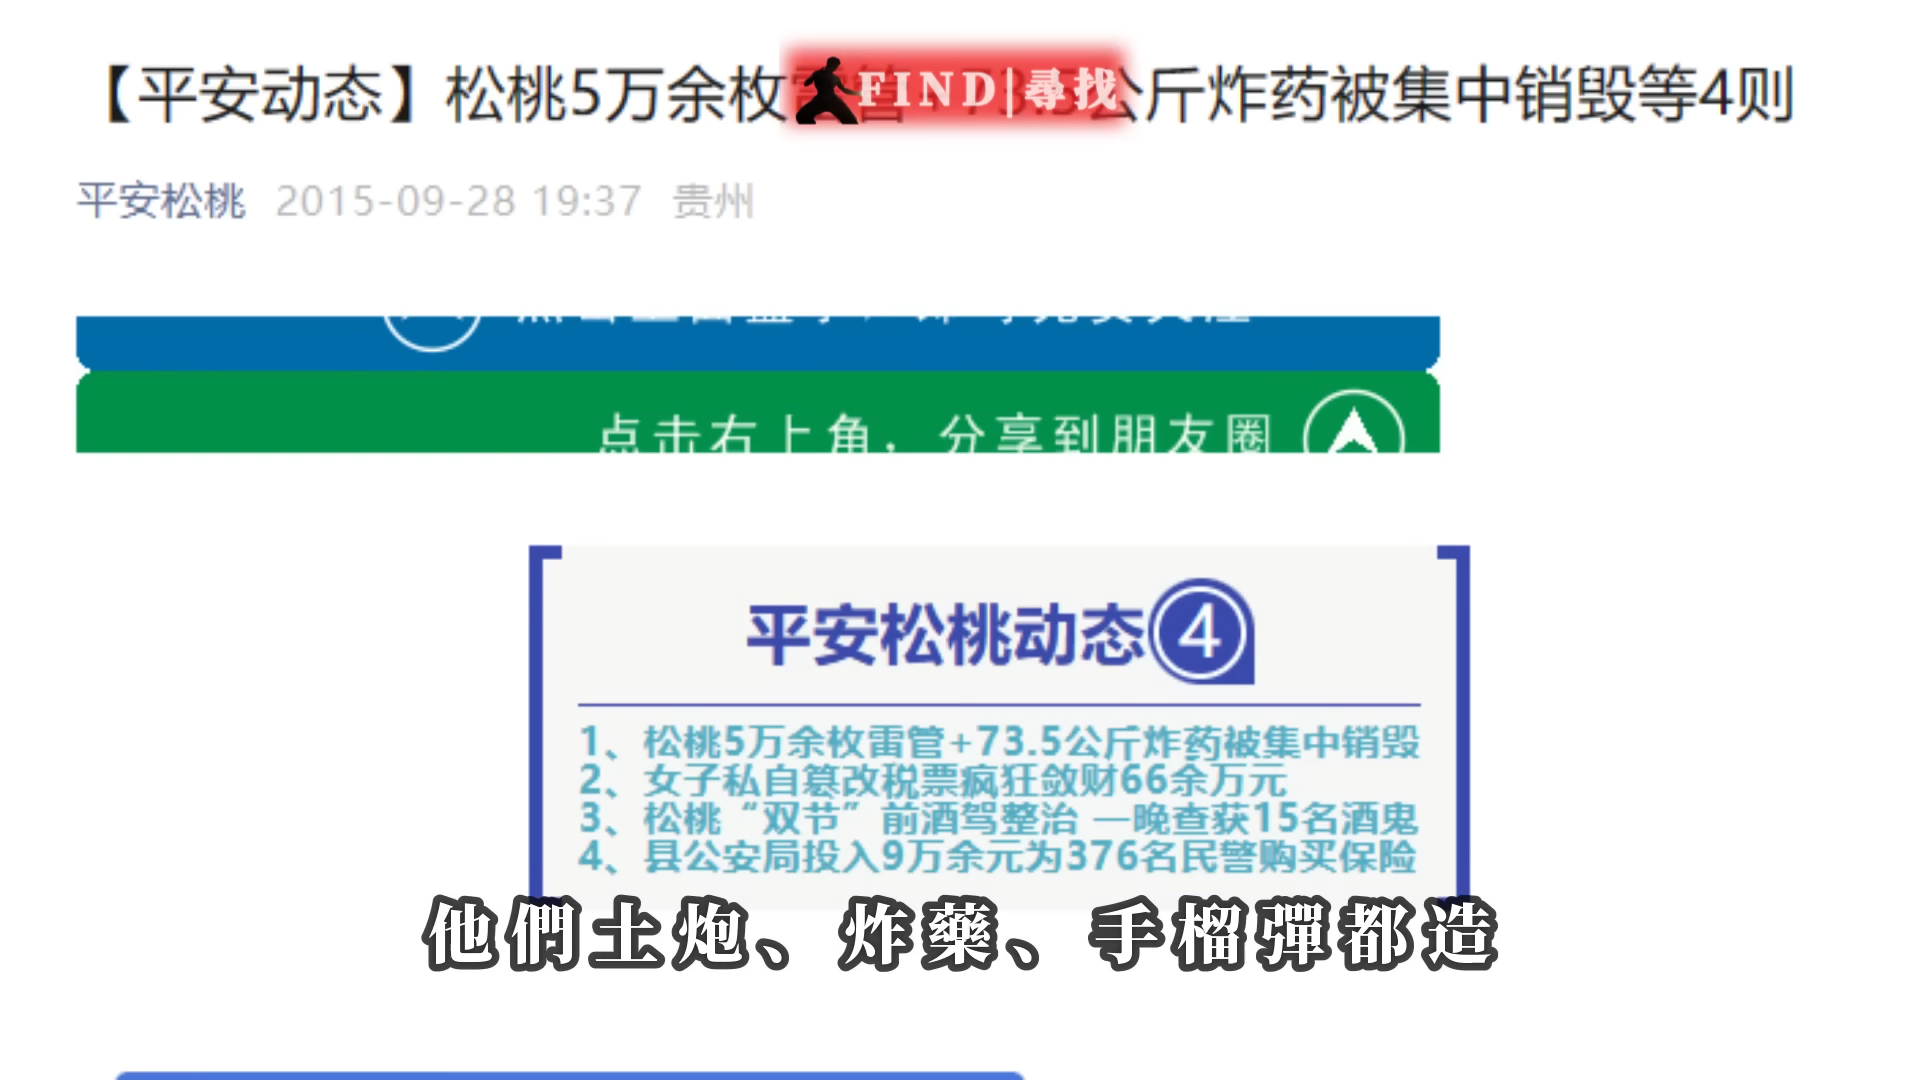 【平安动态】松桃5万余枚雷管+73.5公斤炸药被集中销毁等4则
FIND|尋找
平安松桃 2015-09-28 19:37 贵州
点击右上角，分享到朋友圈
平安松桃动态④
1、松桃5万余枚雷管+73.5公斤炸药被集中销毁
2、女子私自篡改税票疯狂敛财66余万元
3、松桃“双节”前酒驾整治 一晚查获15名酒鬼
4、县公安局投入9万余元为376名民警购买保险
他們土炮、炸藥、手榴彈都造